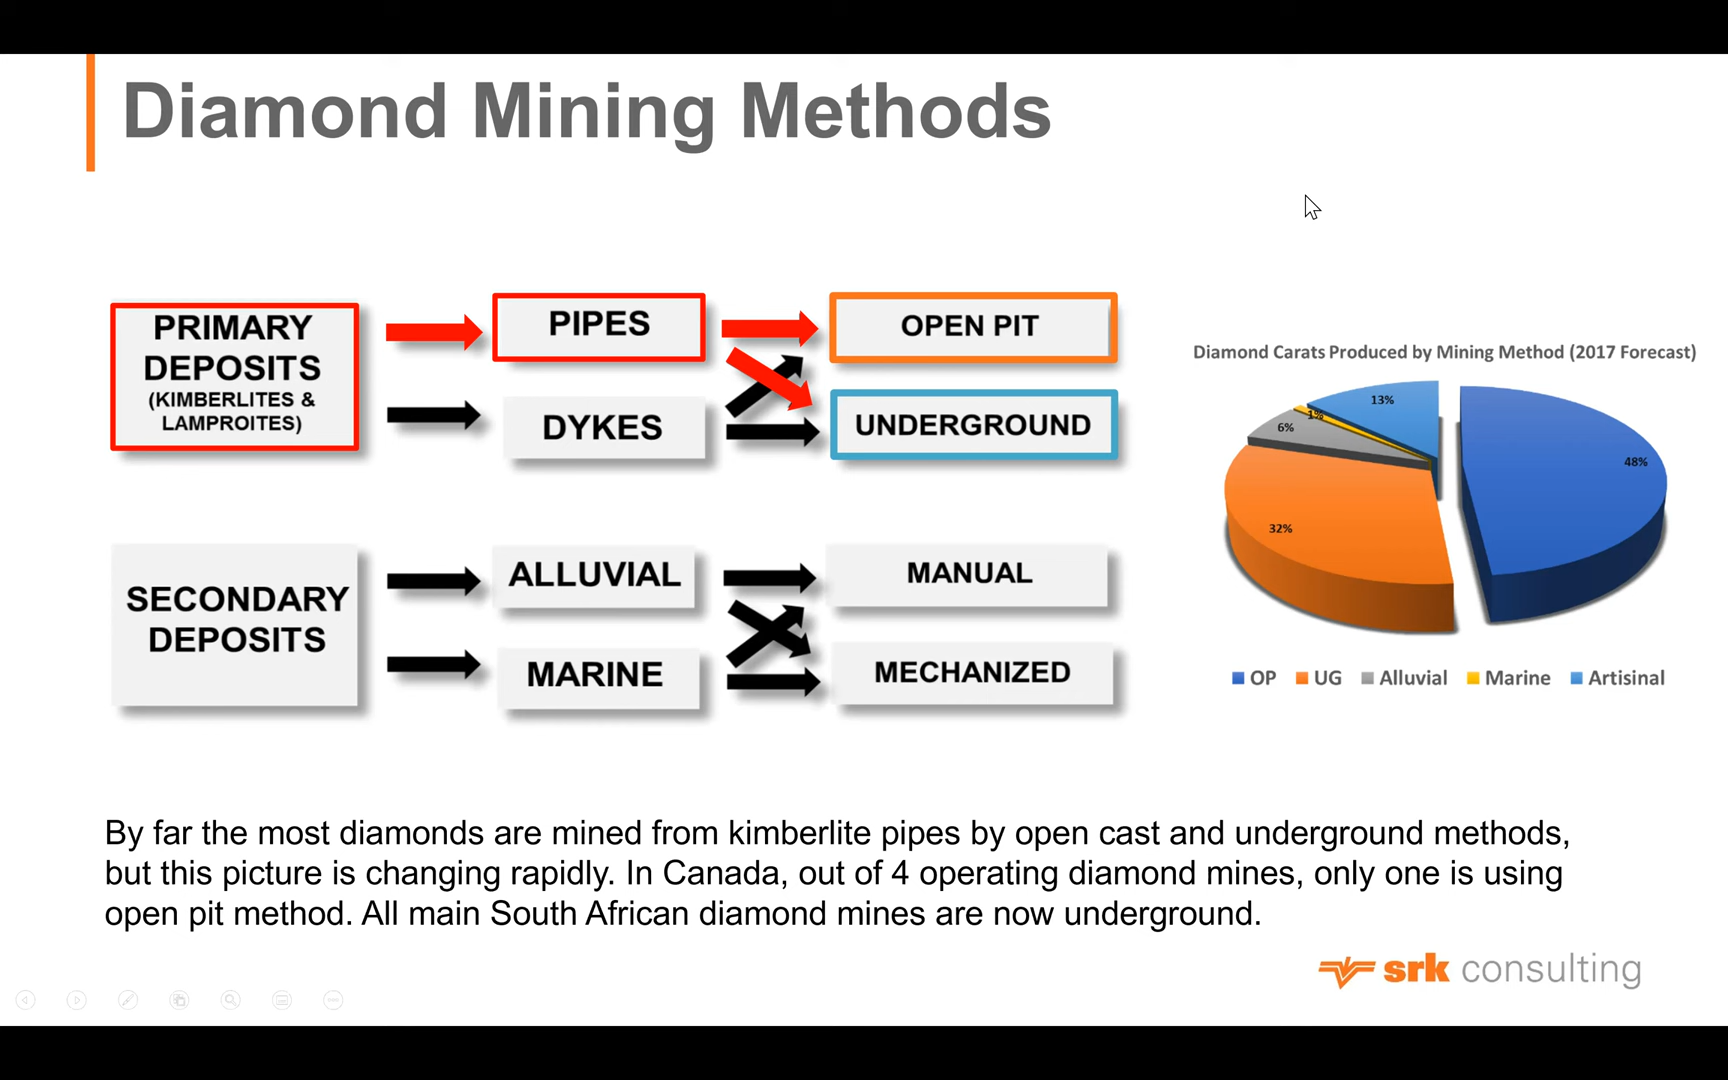 Diamond Mining Methods
PRIMARY
DEPOSITS
(KIMBERLITES &
LAMPROITES)
PIPES
DYKES
OPEN PIT
UNDERGROUND
SECONDARY
DEPOSITS
ALLUVIAL
MARINE
MANUAL
MECHANIZED
Diamond Carats Produced by Mining Method (2017 Forecast)
13%
1%
6%
48%
32%
OP UG Alluvial Marine Artisinal
By far the most diamonds are mined from kimberlite pipes by open cast and underground methods,
but this picture is changing rapidly. In Canada, out of 4 operating diamond mines, only one is using
open pit method. All main South African diamond mines are now underground.
srk consulting